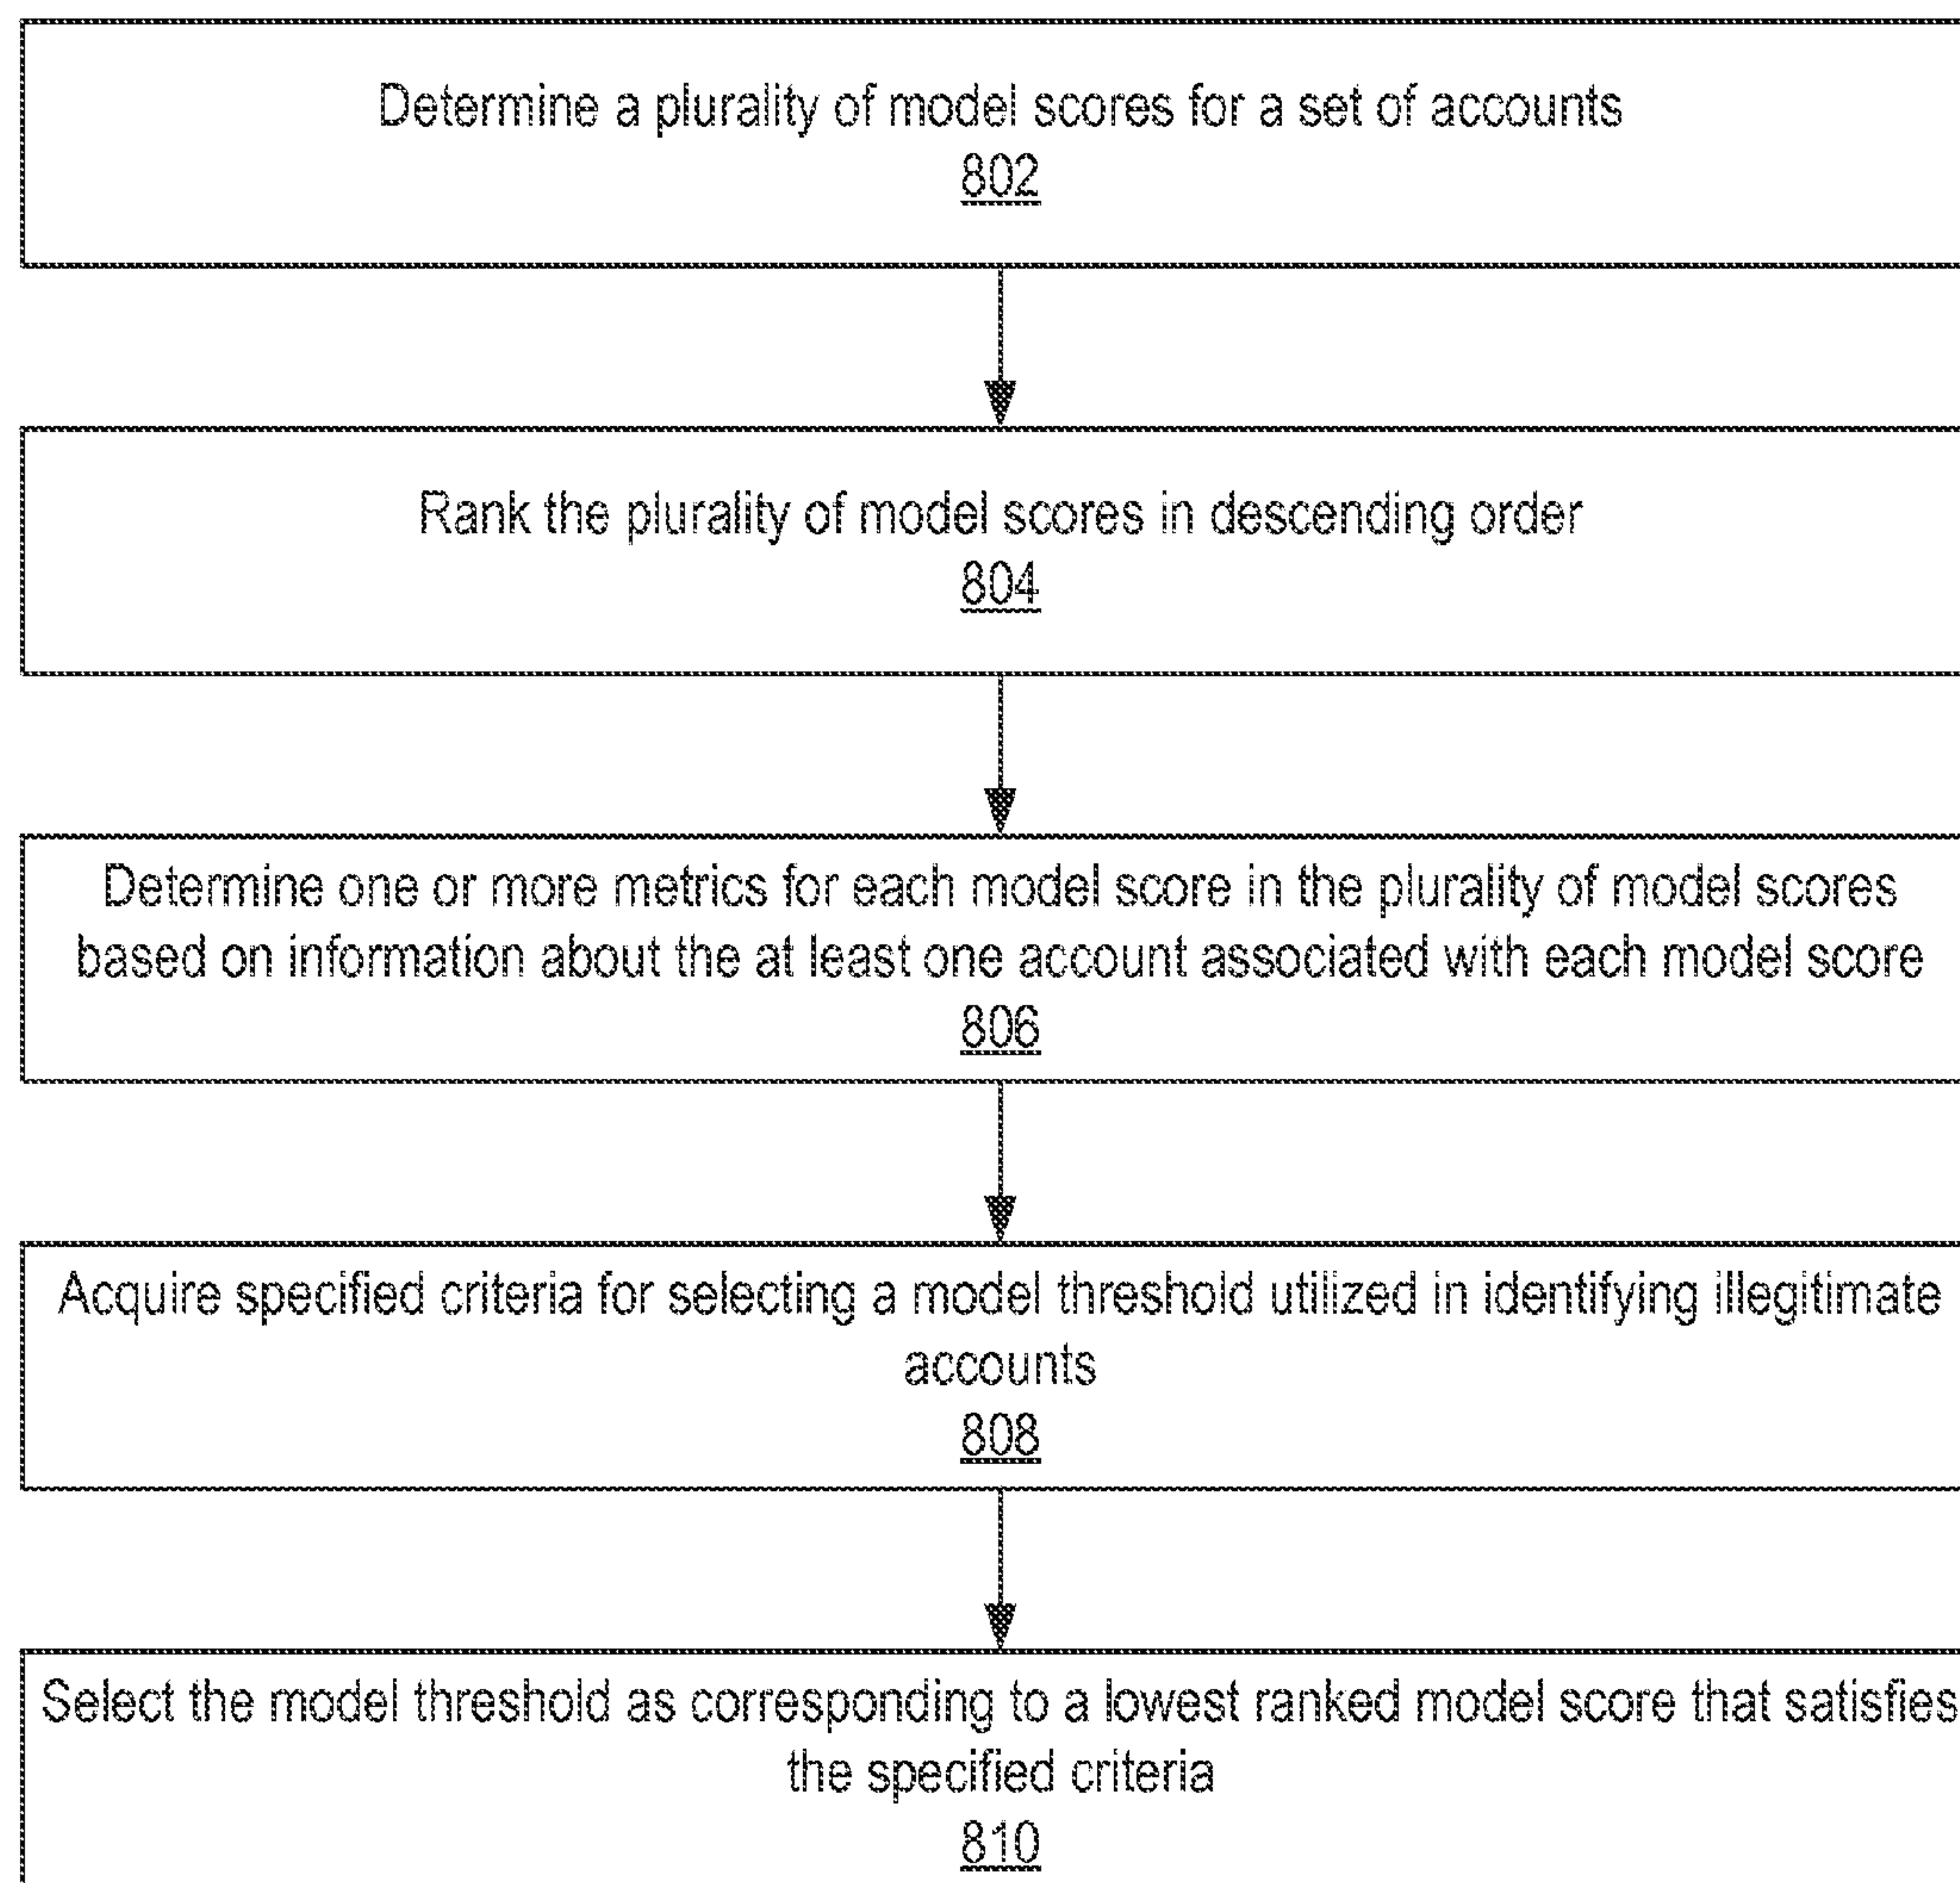 Determine a plurality of model scores for a set of accounts
802
Rank the plurality of model scores in descending order
804
Determine one or more metrics for each model score in the plurality of model scores
based on information about the at least one account associated with each model score
806
Acquire specified criteria for selecting a model threshold utilized in identifying illegitimate
accounts
808
Select the model threshold as corresponding to a lowest ranked model score that satisfies
the specified criteria
810